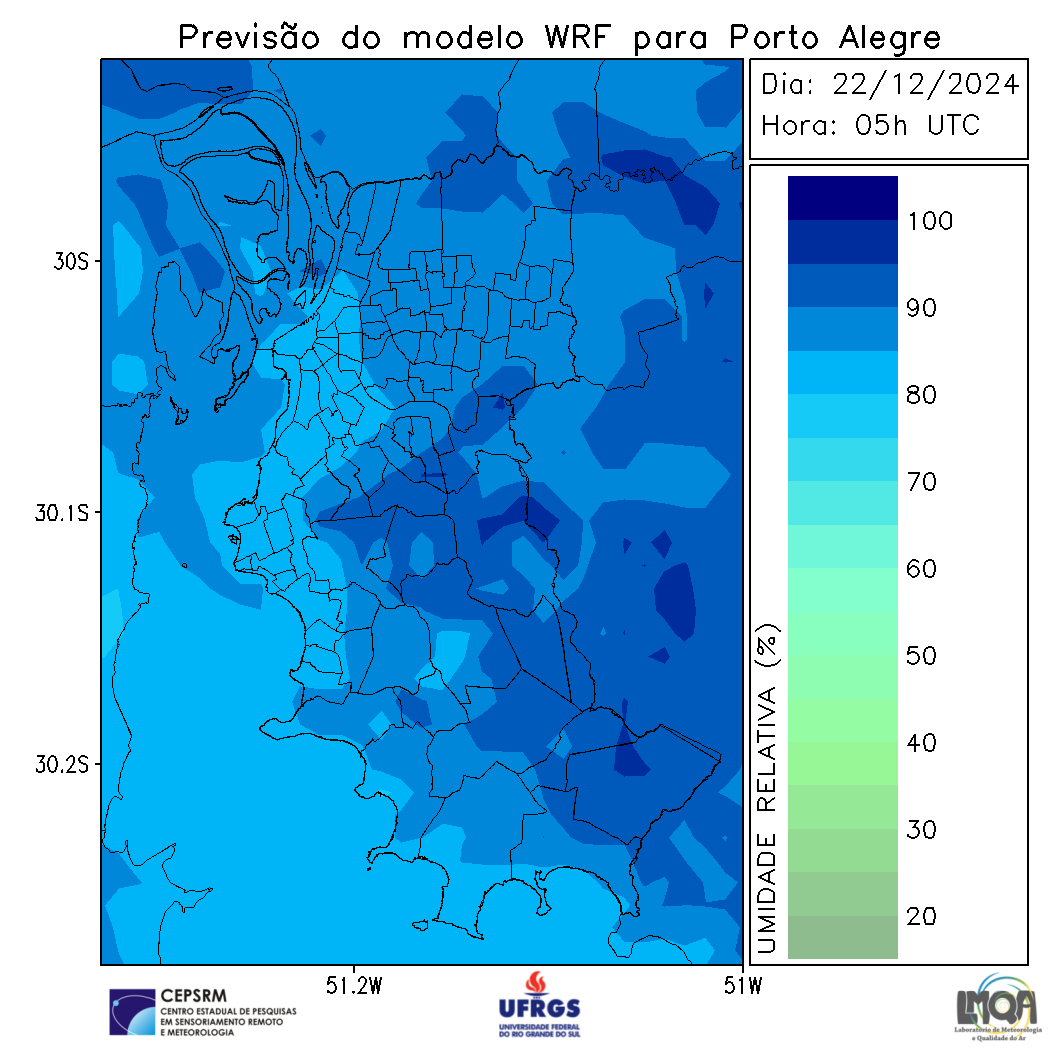 Previsão do modelo WRF para Porto Alegre
Dia: 22/12/2024
Hora: 05h UTC
100
90
80
70
60
50
40
30
20
UMIDADE RELATIVA (%)
30S
30.1S
30.2S
51.2W
51W
CEPSRM
CENTRO ESTADUAL DE PESQUISAS
EM SENSORIAMENTO REMOTO
E METEOROLOGIA
UFRGS
UNIVERSIDADE FEDERAL
DO RIO GRANDE DO SUL
LMQA
Laboratório de Meteorologia
e Qualidade do Ar